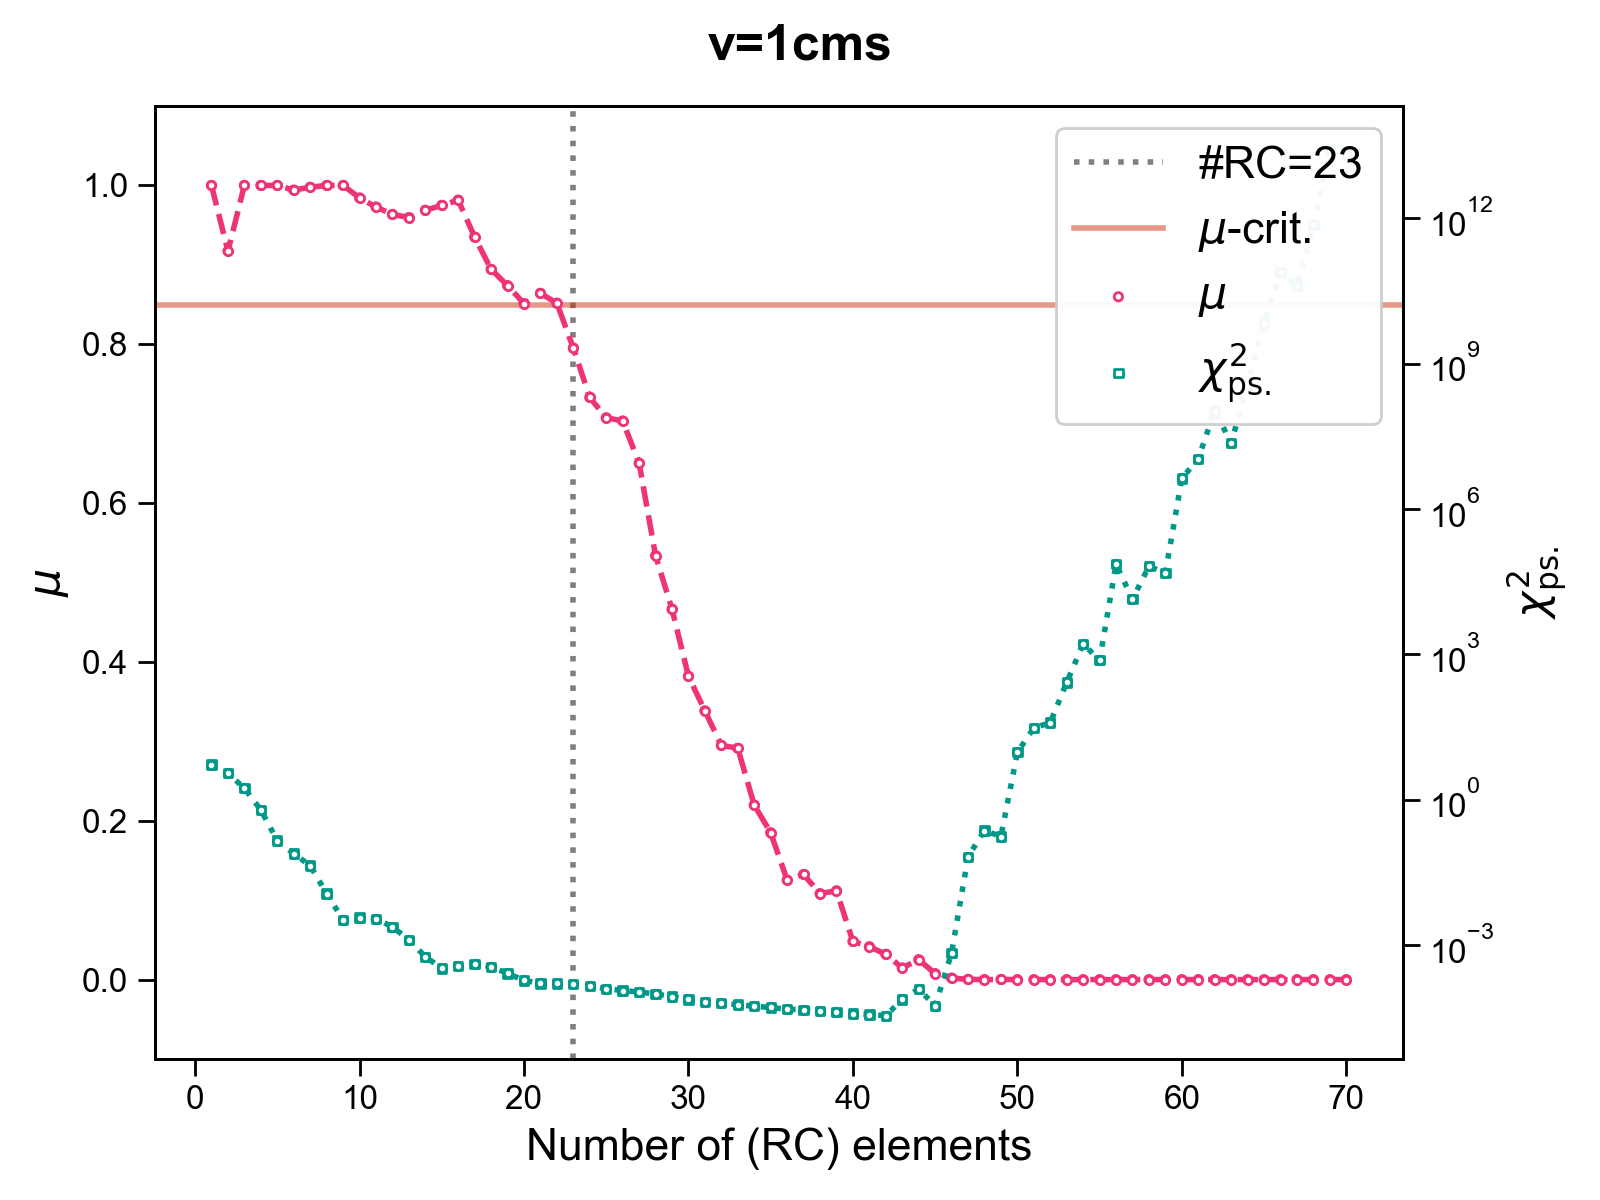 v=1cms
#RC=23
μ-crit.
μ
χ²ps.
1.0
0.8
0.6
0.4
0.2
0.0
μ
10¹²
10⁹
10⁶
10³
10⁰
10⁻³
χ²ps.
0 10 20 30 40 50 60 70
Number of (RC) elements